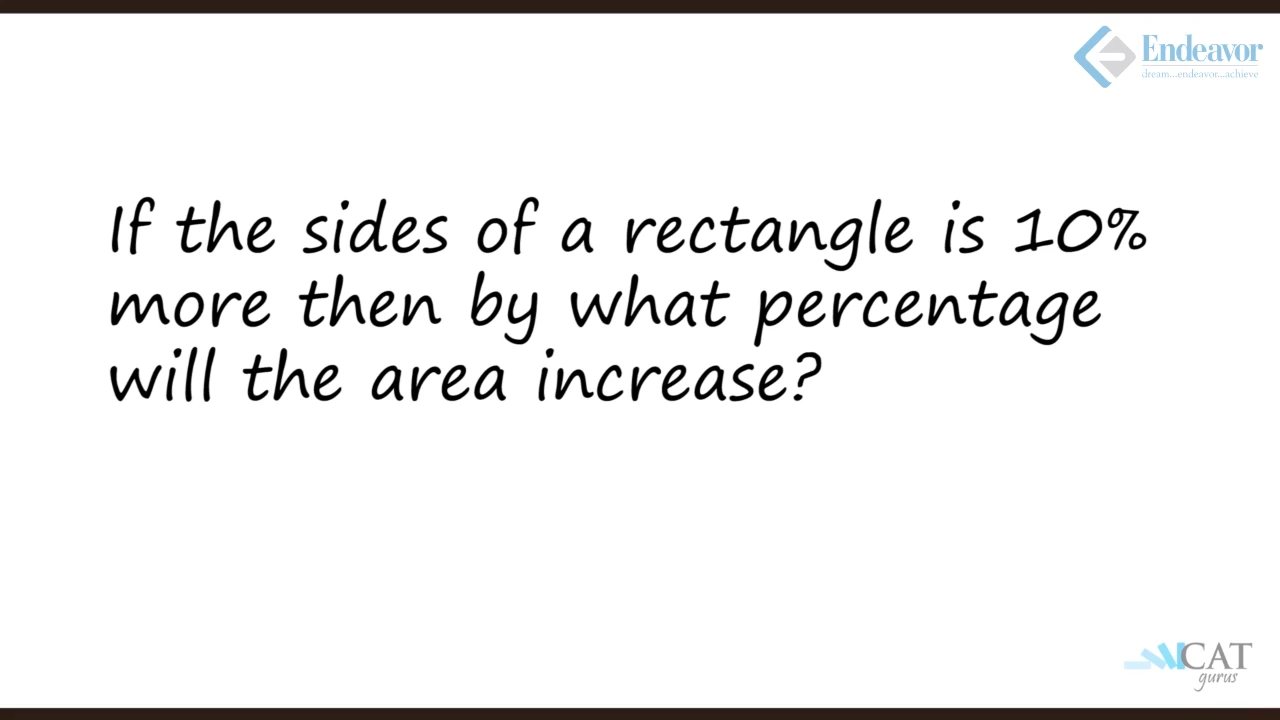 Endeavor
dream...endeavor...achieve
If the sides of a rectangle is 10%
more then by what percentage
will the area increase?
CAT
gurus